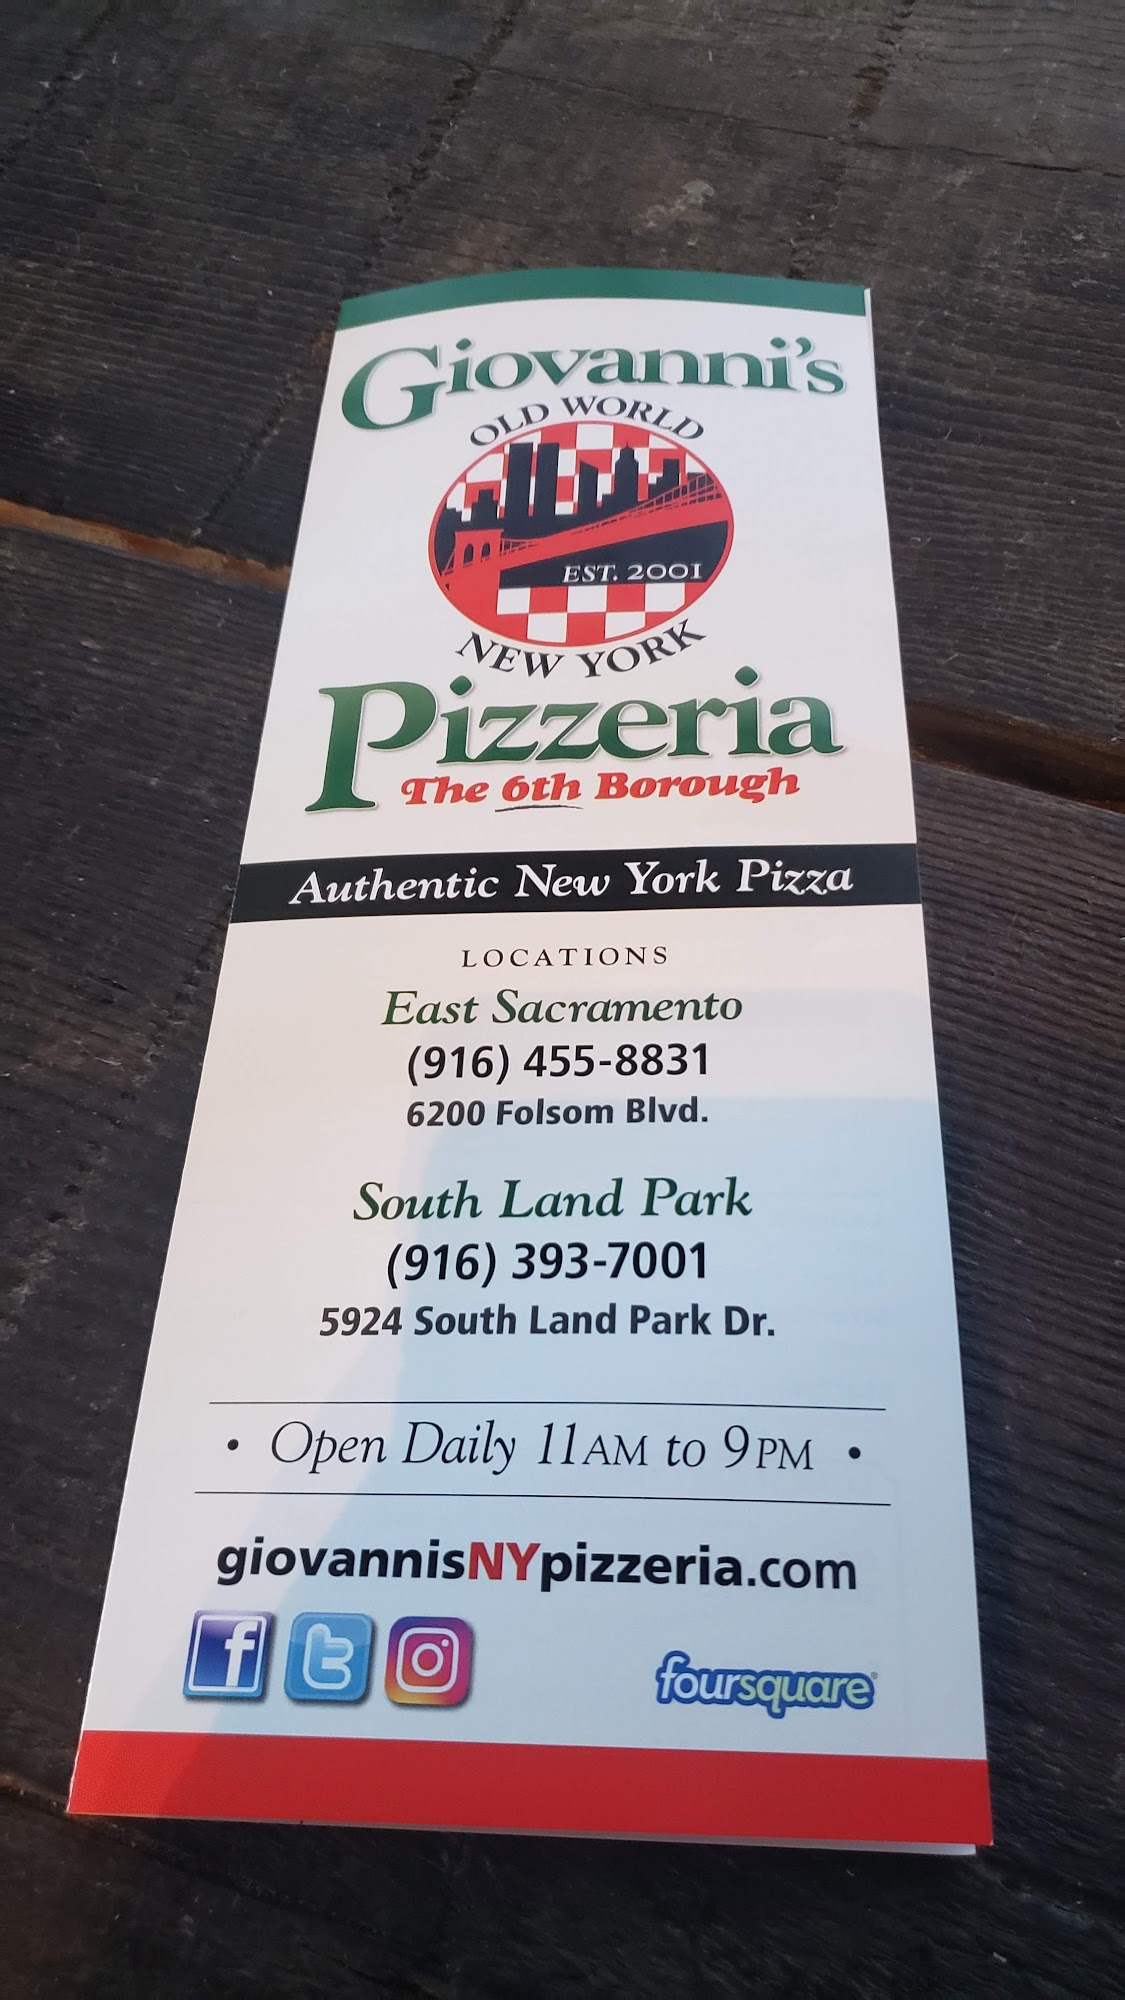 Giovanni's
OLD WORLD
EST. 2001
NEW YORK
Pizzeria
The 6th Borough
Authentic New York Pizza
LOCATIONS
East Sacramento
(916) 455-8831
6200 Folsom Blvd.
South Land Park
(916) 393-7001
5924 South Land Park Dr.
• Open Daily 11AM to 9PM •
giovannisNYpizzeria.com
f t foursquare®